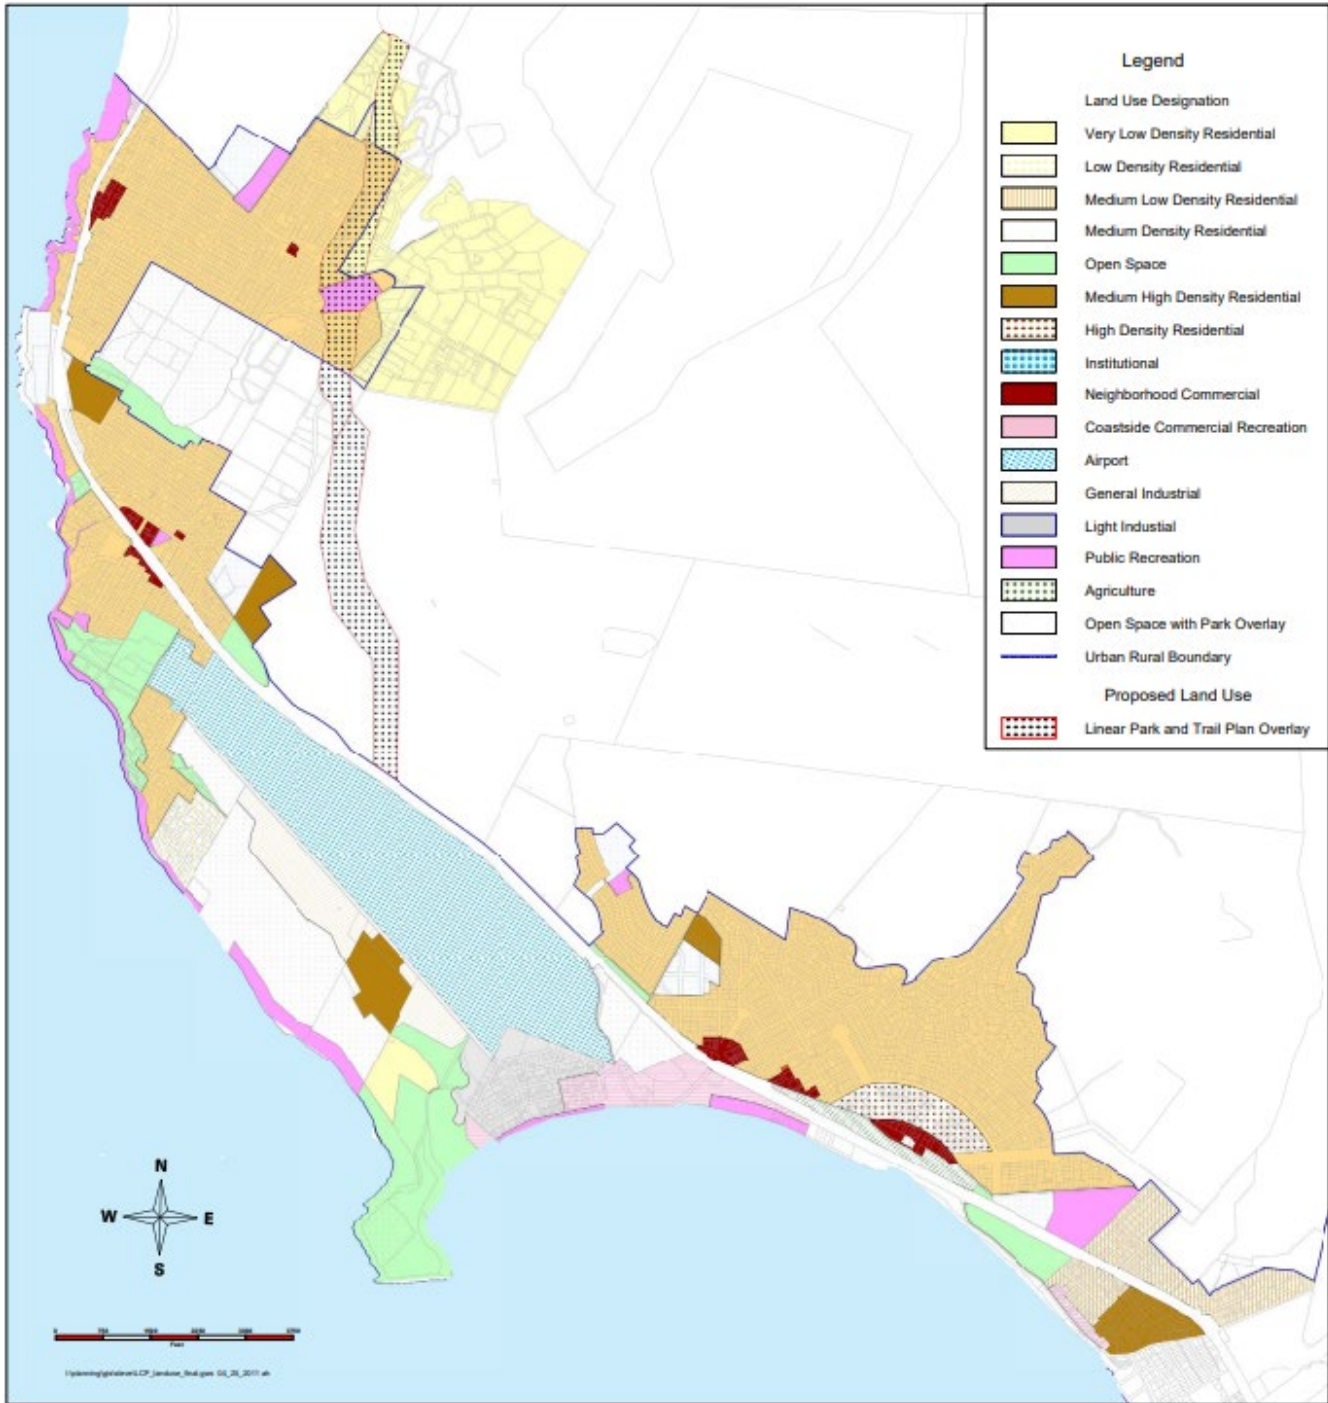 Legend
Land Use Designation
Very Low Density Residential
Low Density Residential
Medium Low Density Residential
Medium Density Residential
Open Space
Medium High Density Residential
High Density Residential
Institutional
Neighborhood Commercial
Coastside Commercial Recreation
Airport
General Industrial
Light Industial
Public Recreation
Agriculture
Open Space with Park Overlay
Urban Rural Boundary
Proposed Land Use
Linear Park and Trail Plan Overlay
N
W E
S
0
Feet